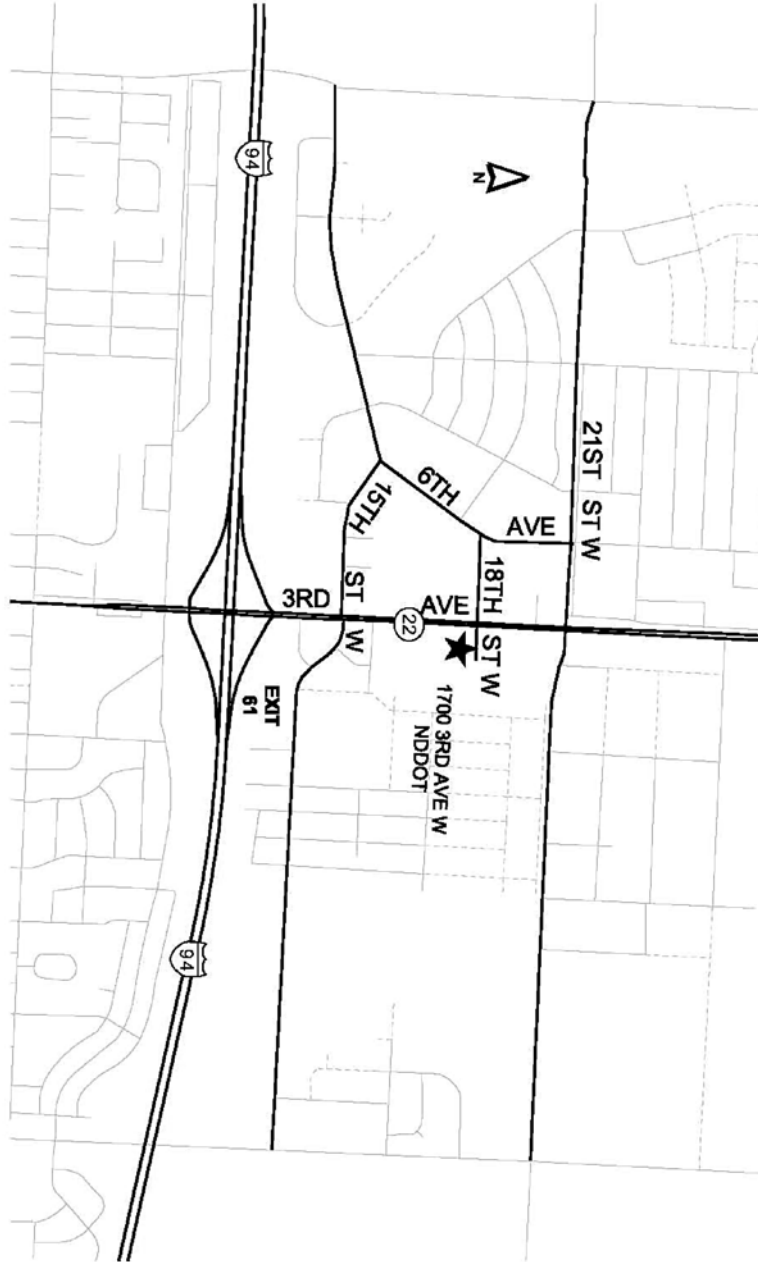 94
N
21ST ST W
6TH AVE
15TH ST W
18TH ST W
3RD AVE
22
1700 3RD AVE W
NDDOT
EXIT
61
94